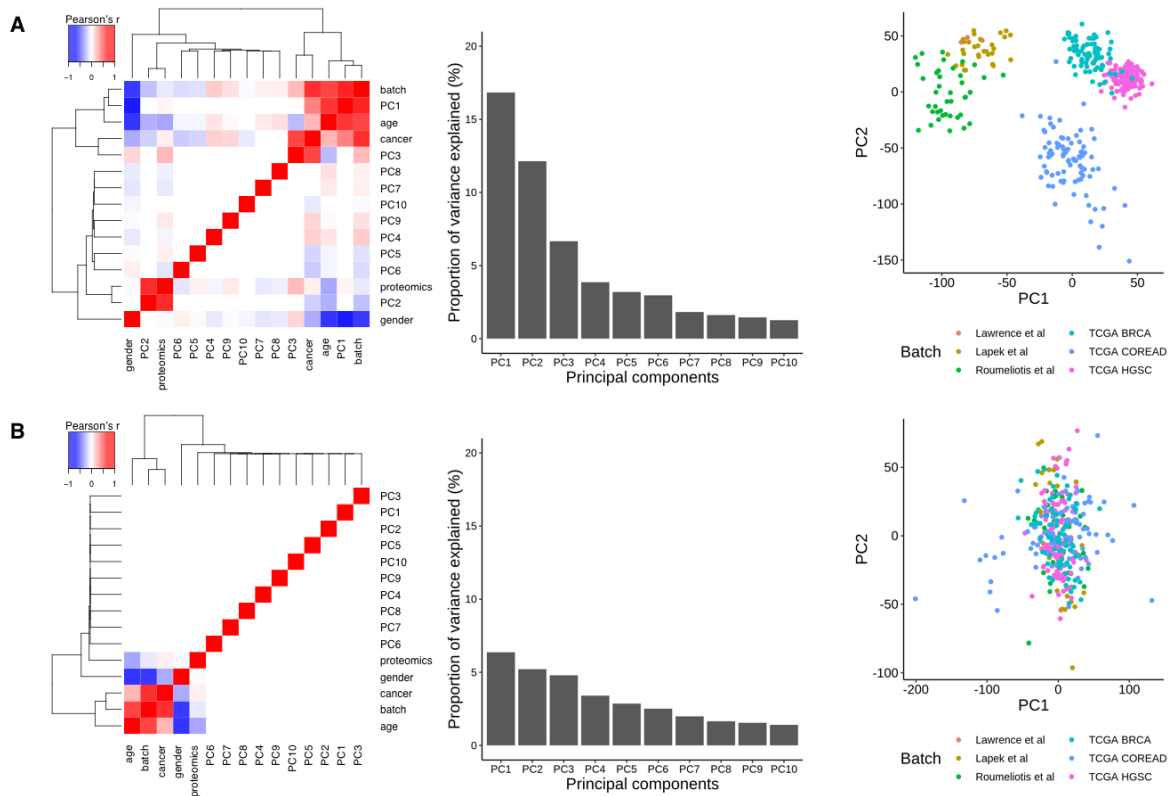 A
Pearson's r
−1 0 1
batch
PC1
age
cancer
PC3
PC8
PC7
PC10
PC9
PC4
PC5
PC6
proteomics
PC2
gender
gender PC2 proteomics PC6 PC5 PC4 PC9 PC10 PC7 PC8 PC3 cancer age PC1 batch
Proportion of variance explained (%)
20
15
10
5
0
PC1 PC2 PC3 PC4 PC5 PC6 PC7 PC8 PC9 PC10
Principal components
PC2
50
0
-50
-100
-150
-100 -50 0 50
PC1
Batch
Lawrence et al
Lapek et al
Roumeliotis et al
TCGA BRCA
TCGA COREAD
TCGA HGSC
B
Pearson's r
−1 0 1
PC3
PC1
PC2
PC5
PC10
PC9
PC4
PC8
PC7
PC6
proteomics
gender
cancer
batch
age
age batch cancer gender proteomics PC6 PC7 PC8 PC4 PC9 PC10 PC5 PC2 PC1 PC3
Proportion of variance explained (%)
20
15
10
5
0
PC1 PC2 PC3 PC4 PC5 PC6 PC7 PC8 PC9 PC10
Principal components
PC2
50
0
-50
-100
-200 -100 0 100
PC1
Batch
Lawrence et al
Lapek et al
Roumeliotis et al
TCGA BRCA
TCGA COREAD
TCGA HGSC